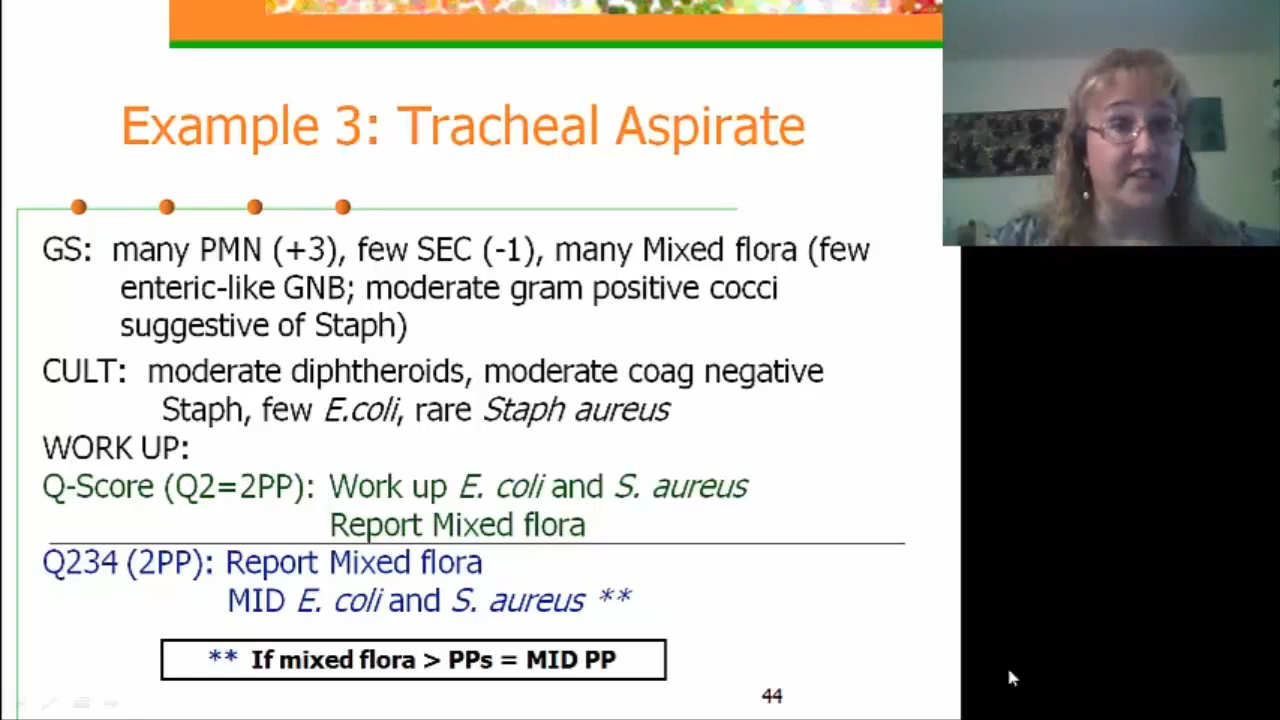 Example 3: Tracheal Aspirate
GS: many PMN (+3), few SEC (-1), many Mixed flora (few
enteric-like GNB; moderate gram positive cocci
suggestive of Staph)
CULT: moderate diphtheroids, moderate coag negative
Staph, few E.coli, rare Staph aureus
WORK UP:
Q-Score (Q2=2PP): Work up E. coli and S. aureus
Report Mixed flora
Q234 (2PP): Report Mixed flora
MID E. coli and S. aureus **
** If mixed flora > PPs = MID PP
44